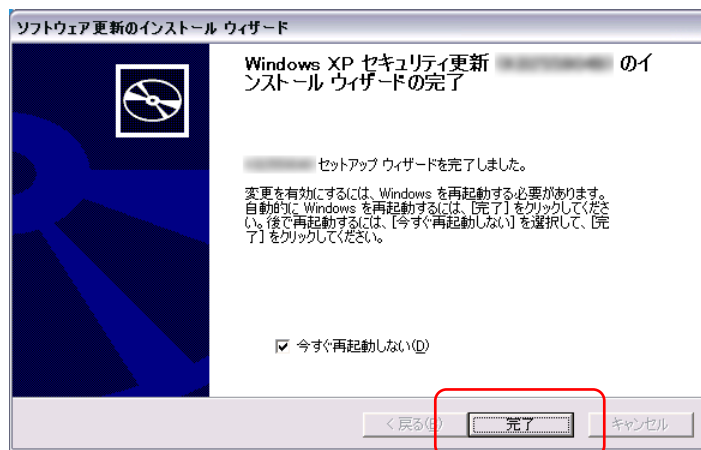 ソフトウェア更新のインストール ウィザード
Windows XP セキュリティ更新 のイ
ンストール ウィザードの完了
セットアップ ウィザードを完了しました。
変更を有効にするには、Windows を再起動する必要があります。
自動的に Windows を再起動するには、[完了] をクリックしてくださ
い。後で再起動するには、[今すぐ再起動しない] を選択して、[完
了] をクリックしてください。
今すぐ再起動しない(D)
< 戻る(B) 完了 キャンセル